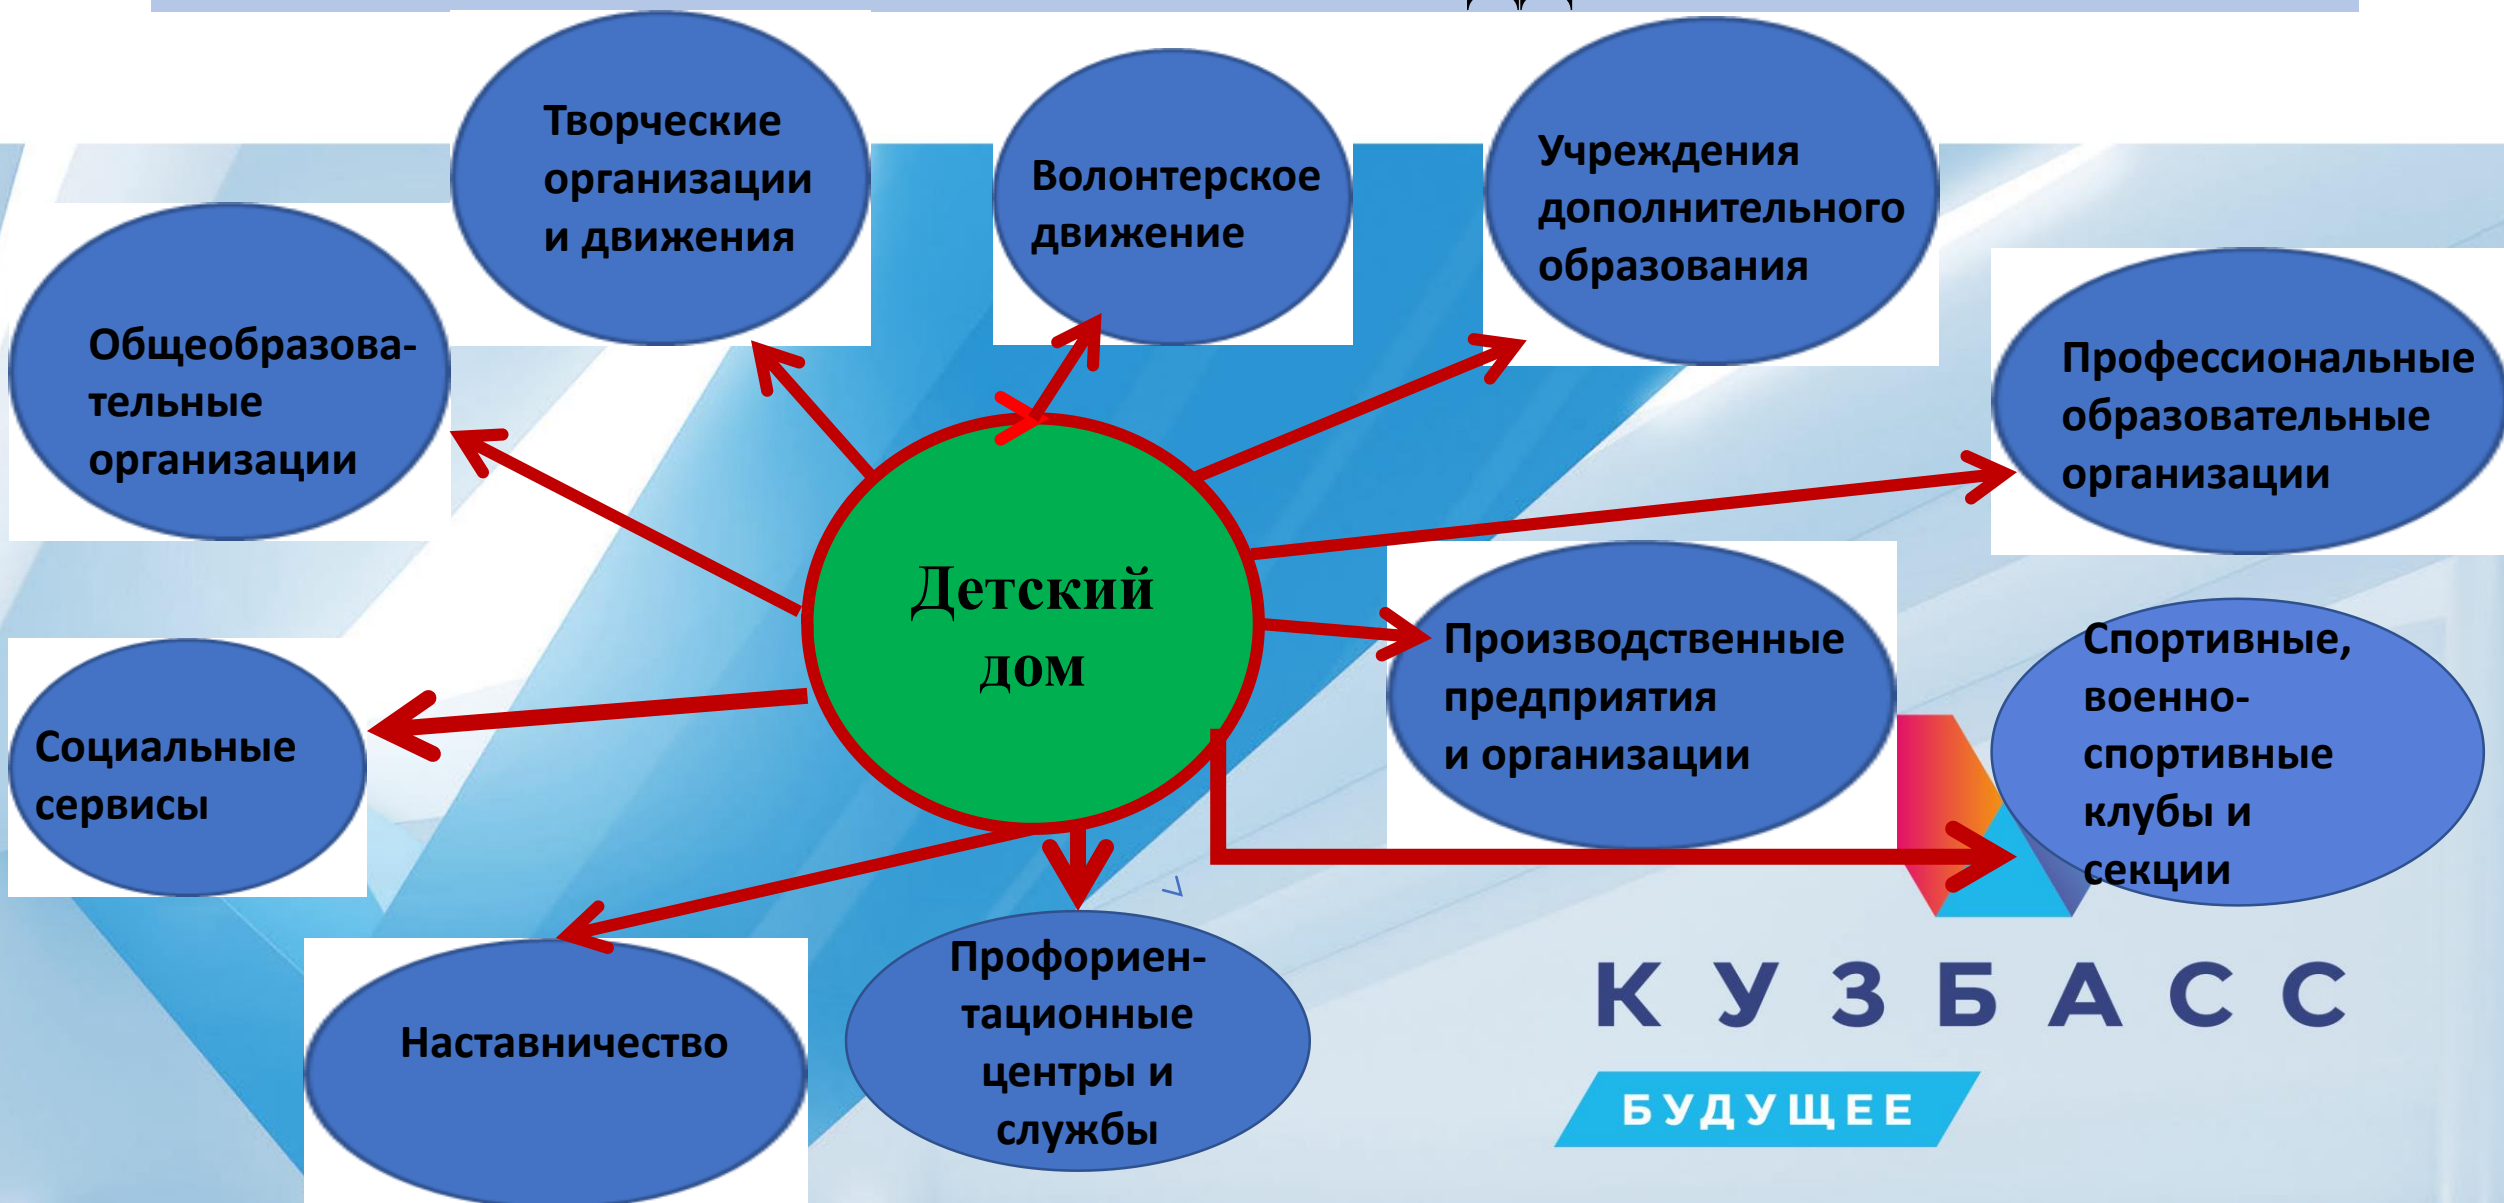 Творческие
организации
и движения
Волонтерское
движение
Учреждения
дополнительного
образования
Общеобразова-
тельные
организации
Профессиональные
образовательные
организации
Детский
дом
Производственные
предприятия
и организации
Спортивные,
военно-
спортивные
клубы и
секции
Социальные
сервисы
Наставничество
Профориен-
тационные
центры и
службы
КУЗБАСС
БУДУЩЕЕ